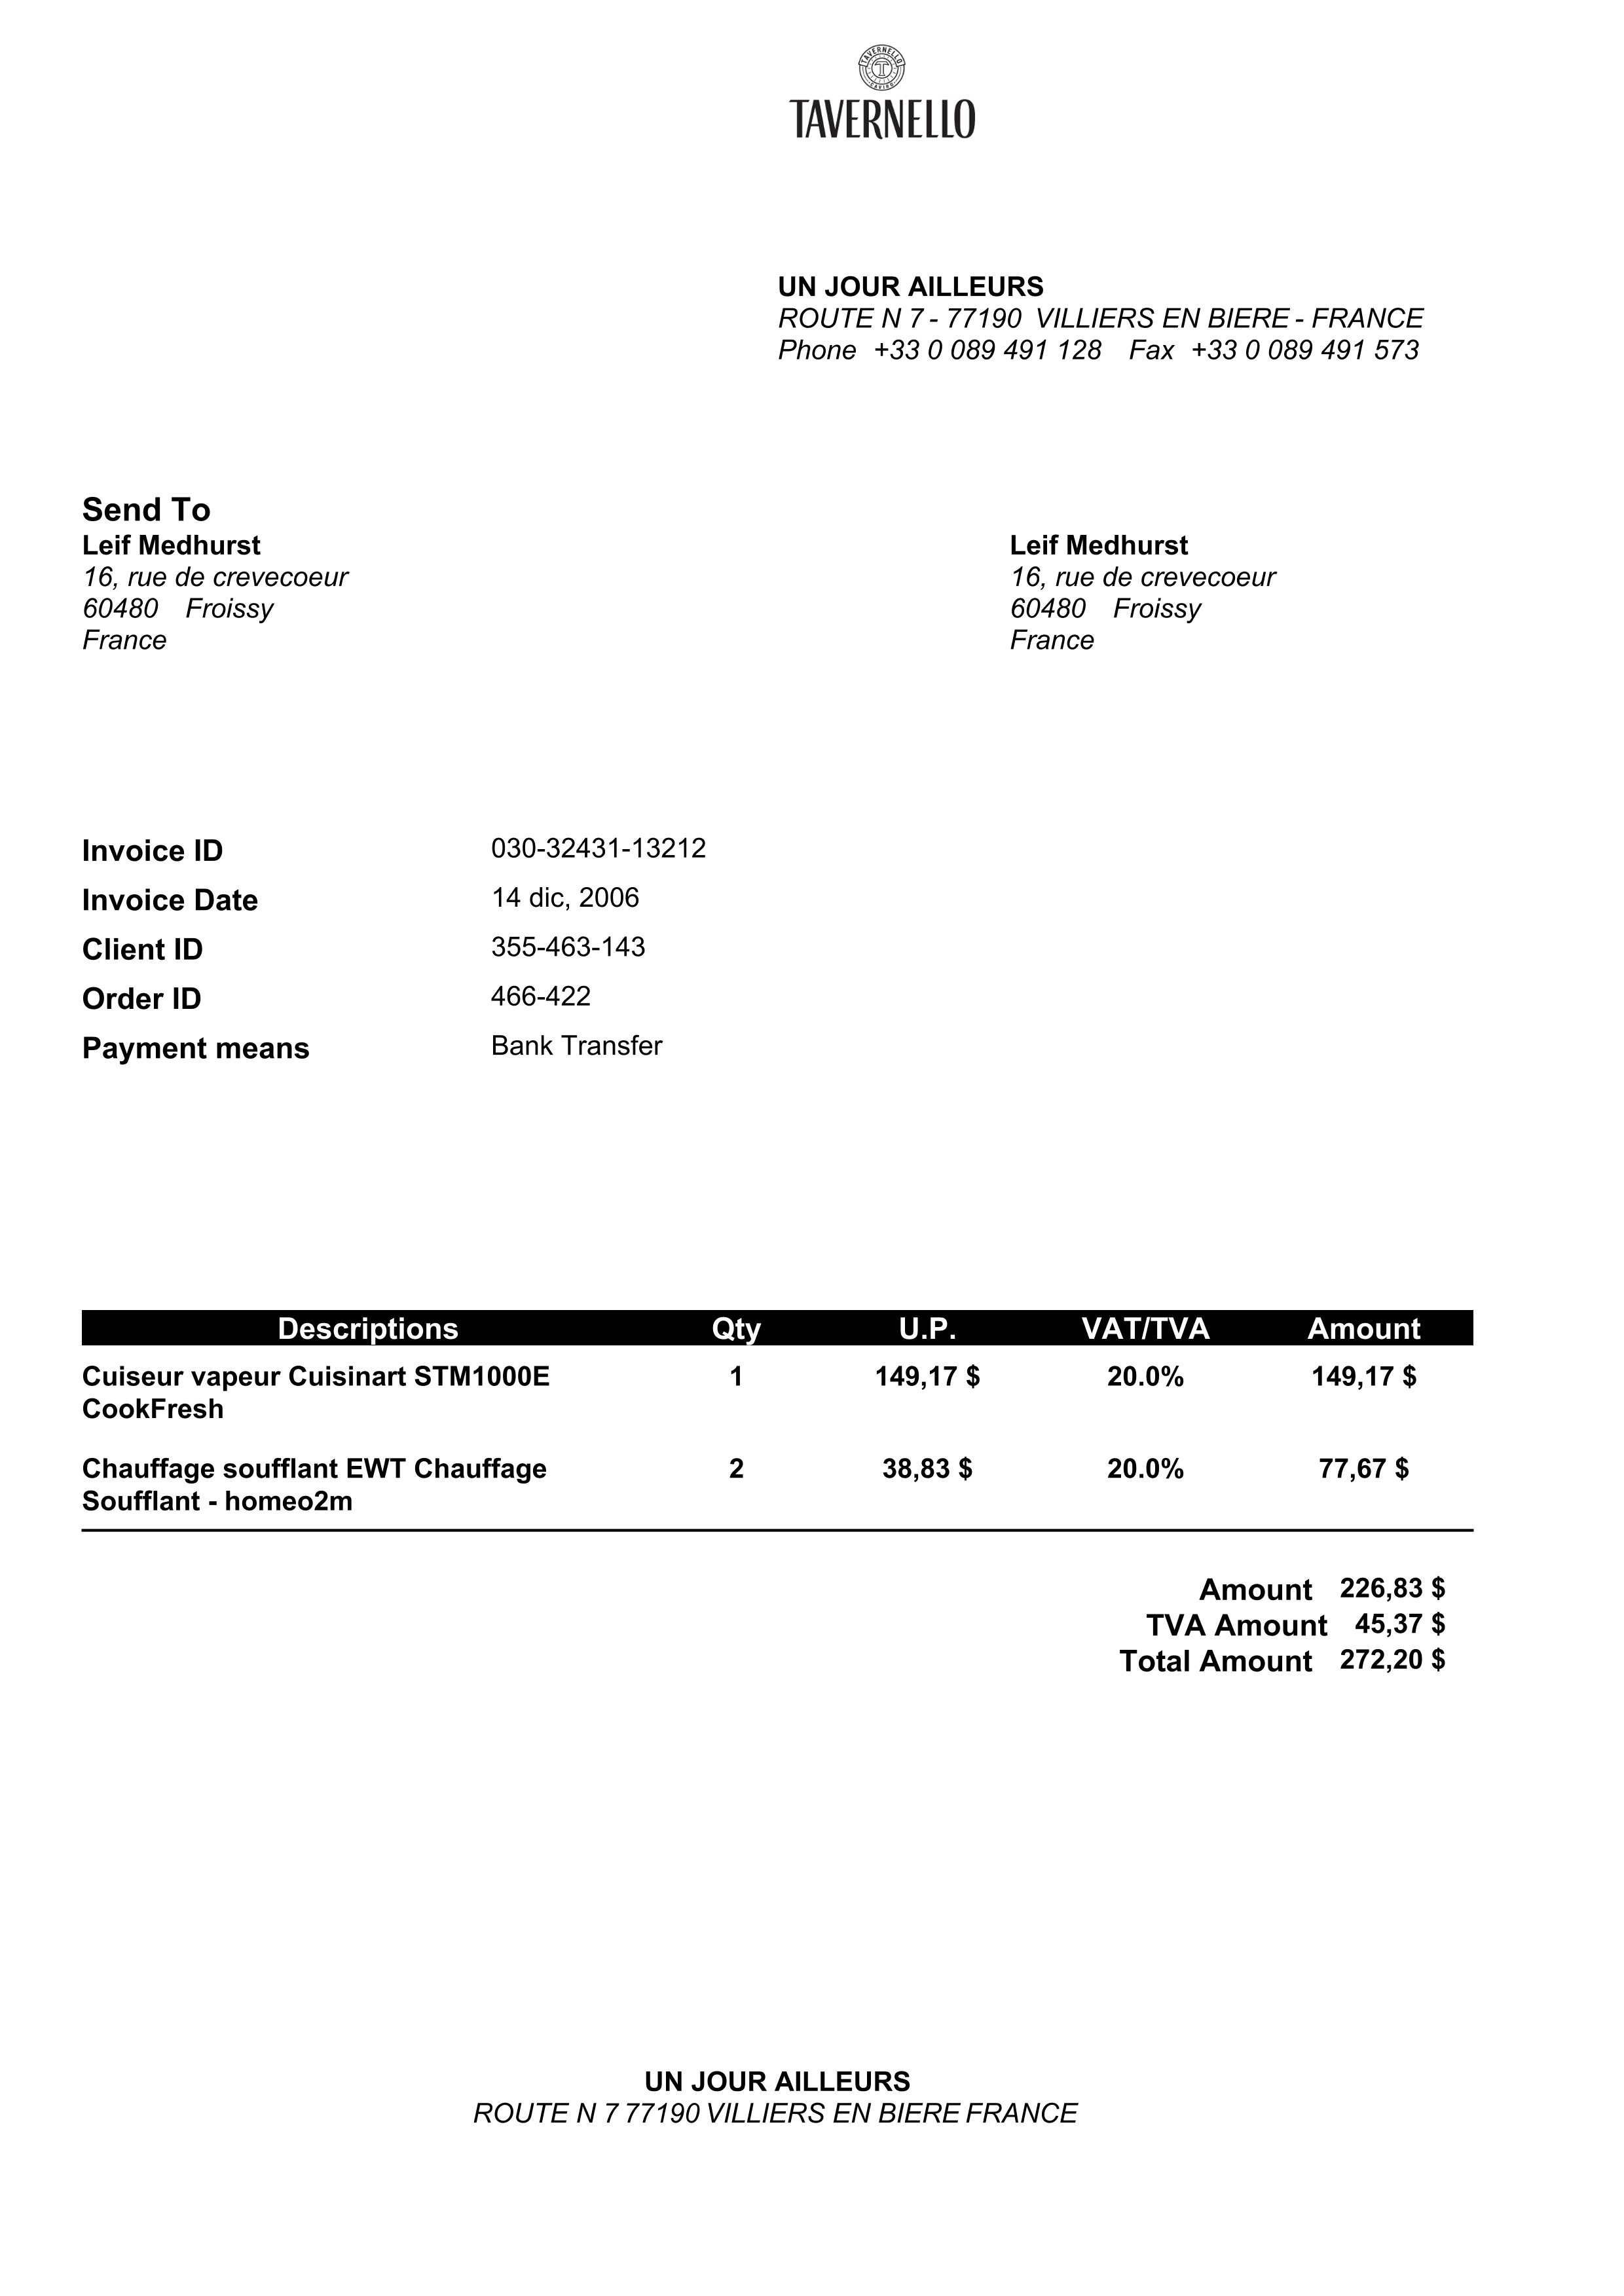 TAVERNELLO
CAVIRO
T
TAVERNELLO
UN JOUR AILLEURS
ROUTE N 7 - 77190 VILLIERS EN BIERE - FRANCE
Phone +33 0 089 491 128 Fax +33 0 089 491 573
Send To
Leif Medhurst
16, rue de crevecoeur
60480 Froissy
France
Leif Medhurst
16, rue de crevecoeur
60480 Froissy
France
Invoice ID 030-32431-13212
Invoice Date 14 dic, 2006
Client ID 355-463-143
Order ID 466-422
Payment means Bank Transfer
Descriptions Qty U.P. VAT/TVA Amount
Cuiseur vapeur Cuisinart STM1000E 1 149,17 $ 20.0% 149,17 $
CookFresh
Chauffage soufflant EWT Chauffage 2 38,83 $ 20.0% 77,67 $
Soufflant - homeo2m
Amount 226,83 $
TVA Amount 45,37 $
Total Amount 272,20 $
UN JOUR AILLEURS
ROUTE N 7 77190 VILLIERS EN BIERE FRANCE